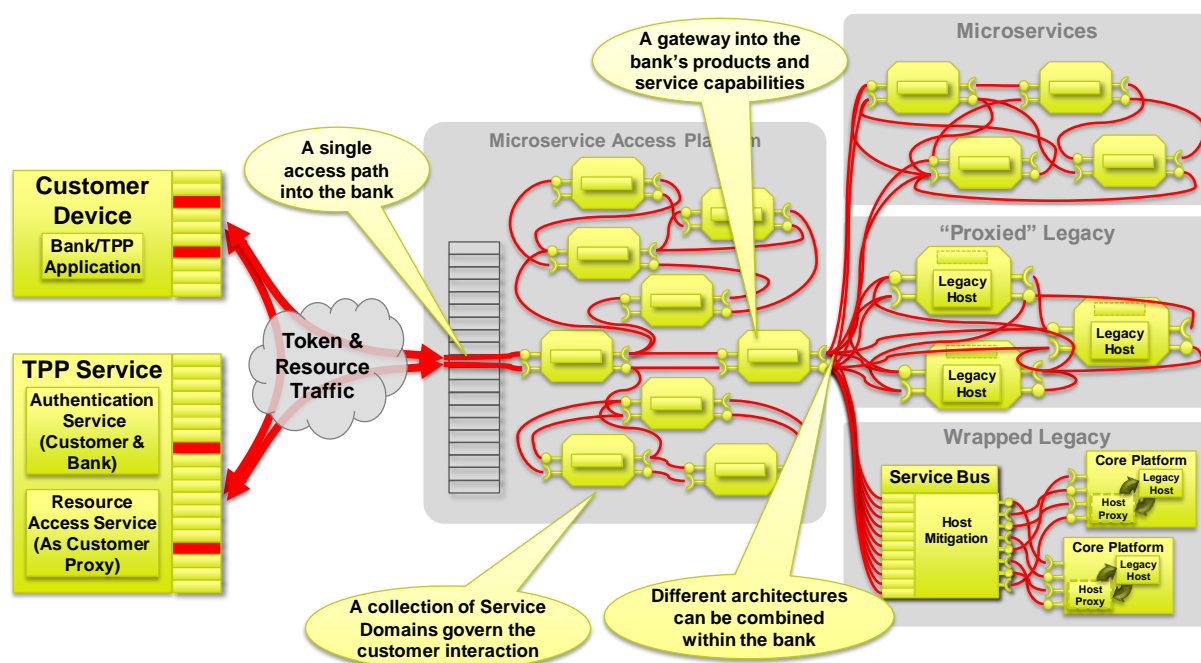 Customer
Device
Bank/TPP
Application
TPP Service
Authentication
Service
(Customer &
Bank)
Resource
Access Service
(As Customer
Proxy)
Token &
Resource
Traffic
A single
access path
into the bank
Microservice Access Pla
m
A gateway into the
bank's products and
service capabilities
A collection of Service
Domains govern the
customer interaction
Different architectures
can be combined
within the bank
Microservices
“Proxied” Legacy
Legacy
Host
Legacy
Host
Legacy
Host
Wrapped Legacy
Service Bus
Host
Mitigation
Core Platform
Legacy
Host
Host
Proxy
Core Platform
Legacy
Host
Host
Proxy